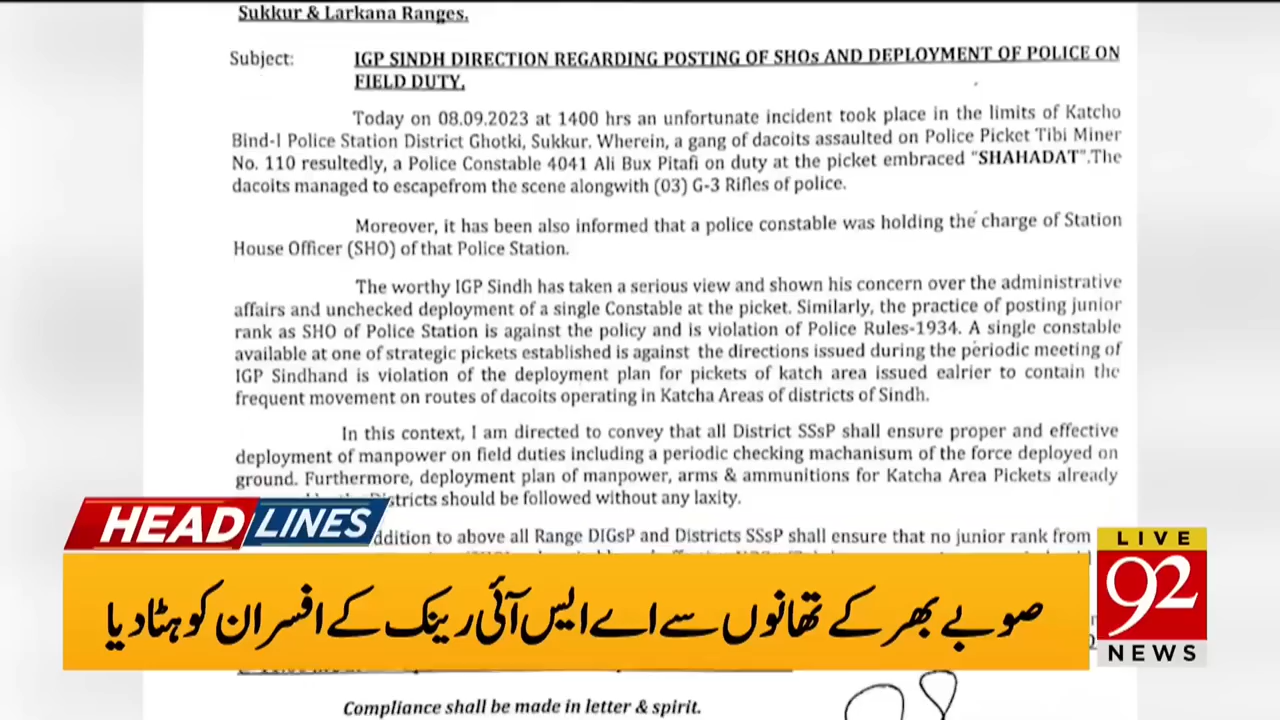 Sukkur & Larkana Ranges.
Subject: IGP SINDH DIRECTION REGARDING POSTING OF SHOs AND DEPLOYMENT OF POLICE ON
FIELD DUTY.
Today on 08.09.2023 at 1400 hrs an unfortunate incident took place in the limits of Katcho
Bind-I Police Station District Ghotki, Sukkur. Wherein, a gang of dacoits assaulted on Police Picket Tibi Miner
No. 110 resultedly, a Police Constable 4041 Ali Bux Pitafi on duty at the picket embraced "SHAHADAT".The
dacoits managed to escapefrom the scene alongwith (03) G-3 Rifles of police.
Moreover, it has been also informed that a police constable was holding the charge of Station
House Officer (SHO) of that Police Station.
The worthy IGP Sindh has taken a serious view and shown his concern over the administrative
affairs and unchecked deployment of a single Constable at the picket. Similarly, the practice of posting junior
rank as SHO of Police Station is against the policy and is violation of Police Rules-1934. A single constable
available at one of strategic pickets established is against the directions issued during the periodic meeting of
IGP Sindhand is violation of the deployment plan for pickets of katch area issued ealrier to contain the
frequent movement on routes of dacoits operating in Katcha Areas of districts of Sindh.
In this context, I am directed to convey that all District SSsP shall ensure proper and effective
deployment of manpower on field duties including a periodic checking machanism of the force deployed on
ground. Furthermore, deployment plan of manpower, arms & ammunitions for Katcha Area Pickets already
Districts should be followed without any laxity.
ddition to above all Range DIGsP and Districts SSsP shall ensure that no junior rank from
HEADLINES
صوبے بھر کے تھانوں سے اے ایس آئی رینک کے افسران کو ہٹا دیا
LIVE
92
NEWS
Compliance shall be made in letter & spirit.